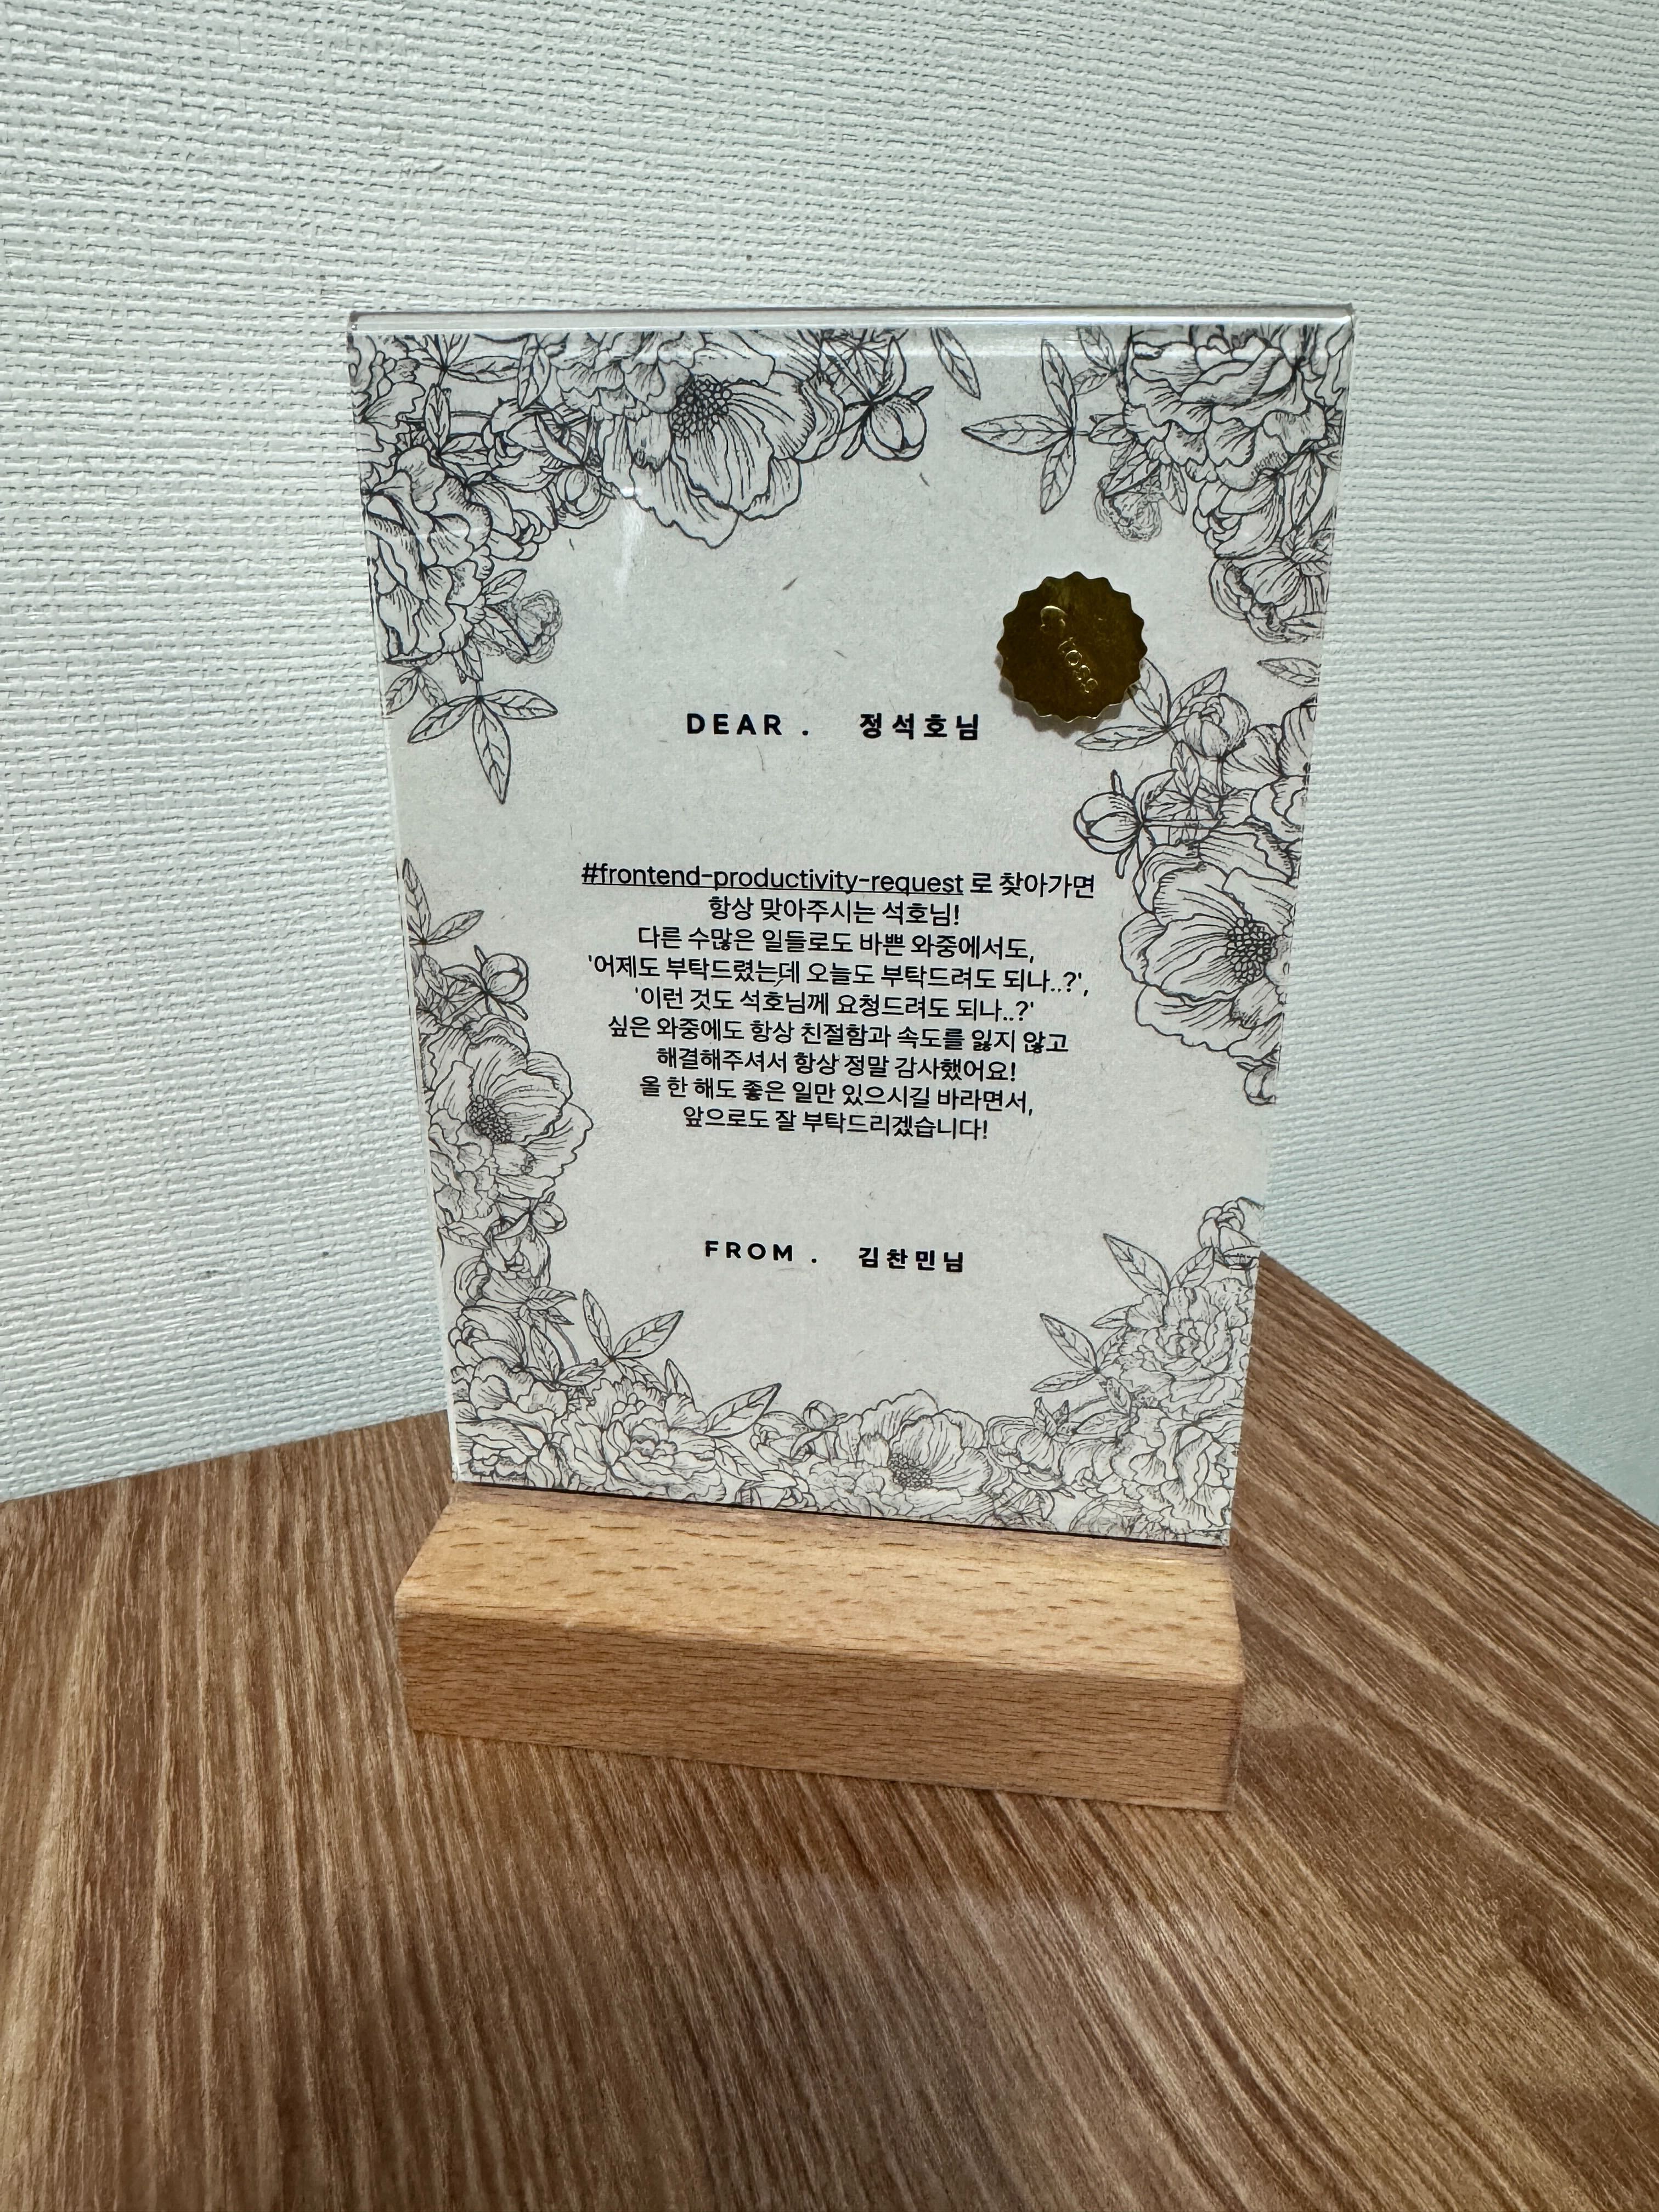 toss
DEAR . 정석호님
#frontend-productivity-request 로 찾아가면
항상 맞아주시는 석호님!
다른 수많은 일들로도 바쁜 와중에서도,
'어제도 부탁드렸는데 오늘도 부탁드려도 되나..?',
'이런 것도 석호님께 요청드려도 되나..?'
싶은 와중에도 항상 친절함과 속도를 잃지 않고
해결해주셔서 항상 정말 감사했어요!
올 한 해도 좋은 일만 있으시길 바라면서,
앞으로도 잘 부탁드리겠습니다!
FROM . 김찬민님